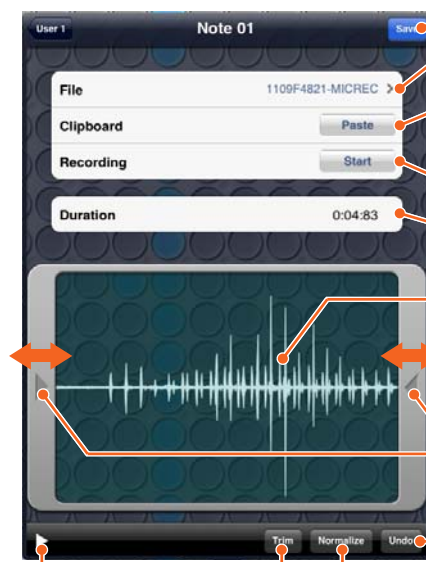 User 1 Note 01 Save
File 1109F4821-MICREC
Clipboard Paste
Recording Start
Duration 0:04:83
Trim Normalize Undo